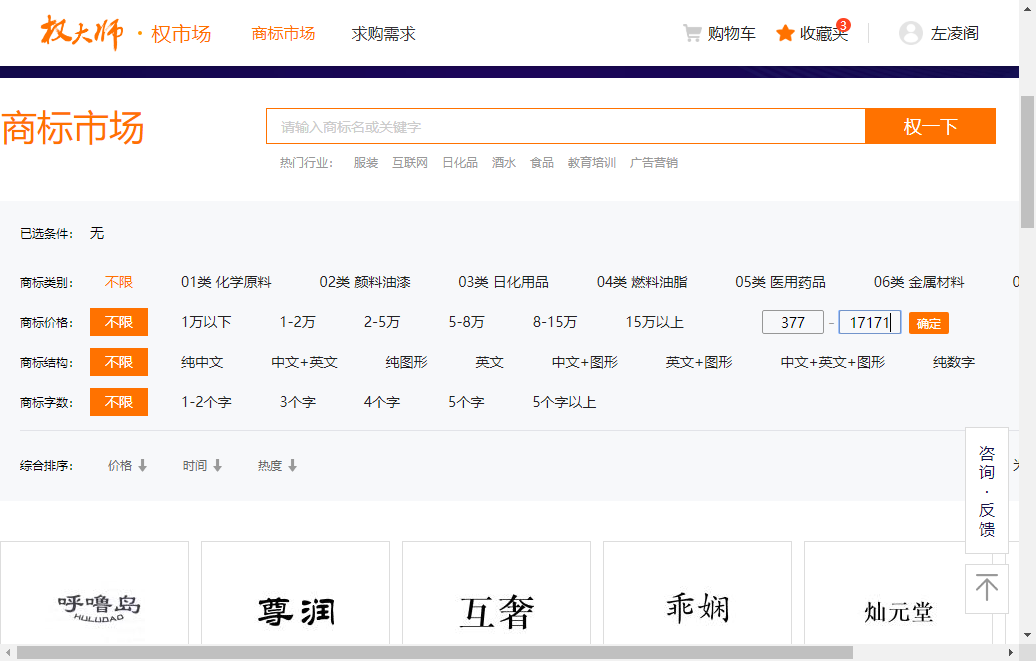 权大师 · 权市场 商标市场 求购需求 购物车 收藏夹 3 左凌阁
商标市场 请输入商标名或关键字 权一下
热门行业: 服装 互联网 日化品 酒水 食品 教育培训 广告营销
已选条件: 无
商标类别: 不限 01类 化学原料 02类 颜料油漆 03类 日化用品 04类 燃料油脂 05类 医用药品 06类 金属材料
商标价格: 不限 1万以下 1-2万 2-5万 5-8万 8-15万 15万以上 377 - 17171 确定
商标结构: 不限 纯中文 中文+英文 纯图形 英文 中文+图形 英文+图形 中文+英文+图形 纯数字
商标字数: 不限 1-2个字 3个字 4个字 5个字 5个字以上
综合排序: 价格 时间 热度
咨询·反馈
呼噜岛 尊润 互奢 乖娴 灿元堂
HULUDAO